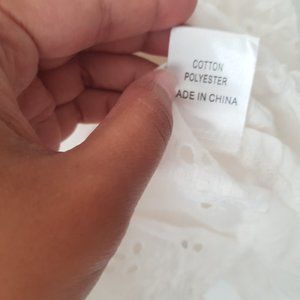 COTTON
POLYESTER
ADE IN CHINA